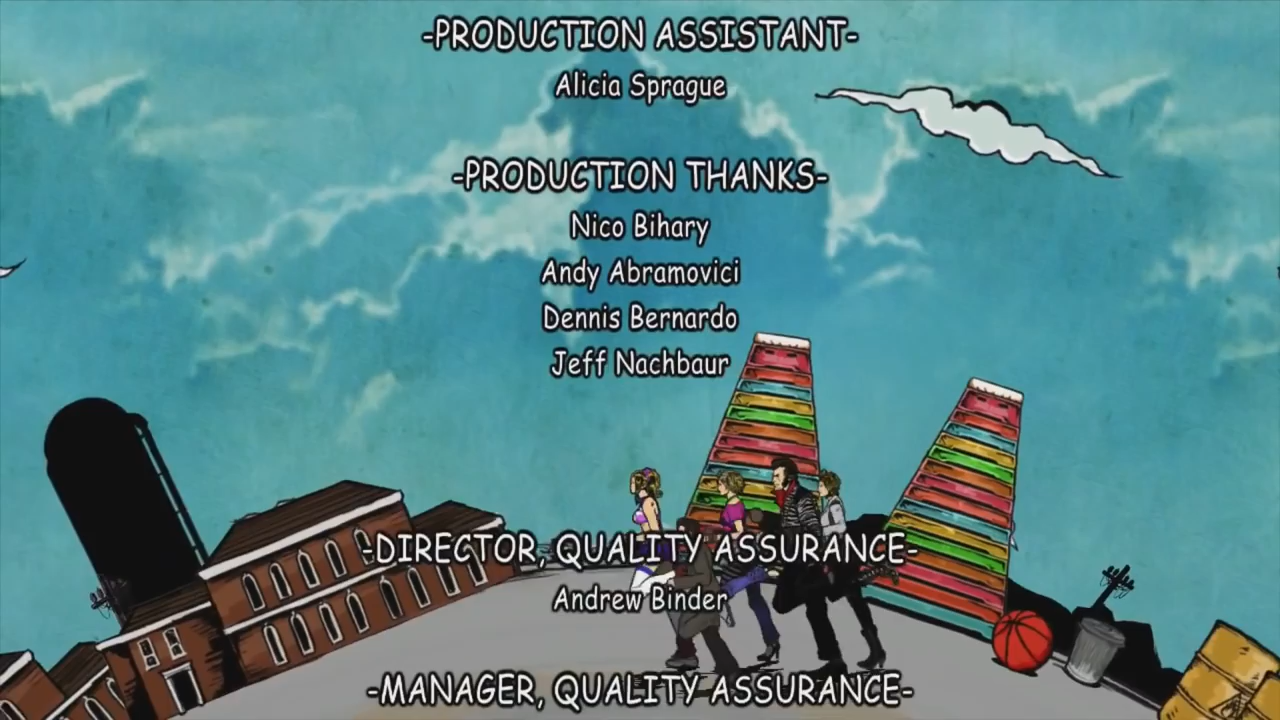 -PRODUCTION ASSISTANT-
Alicia Sprague
-PRODUCTION THANKS-
Nico Bihary
Andy Abramovici
Dennis Bernardo
Jeff Nachbaur
-DIRECTOR, QUALITY ASSURANCE-
Andrew Binder
-MANAGER, QUALITY ASSURANCE-